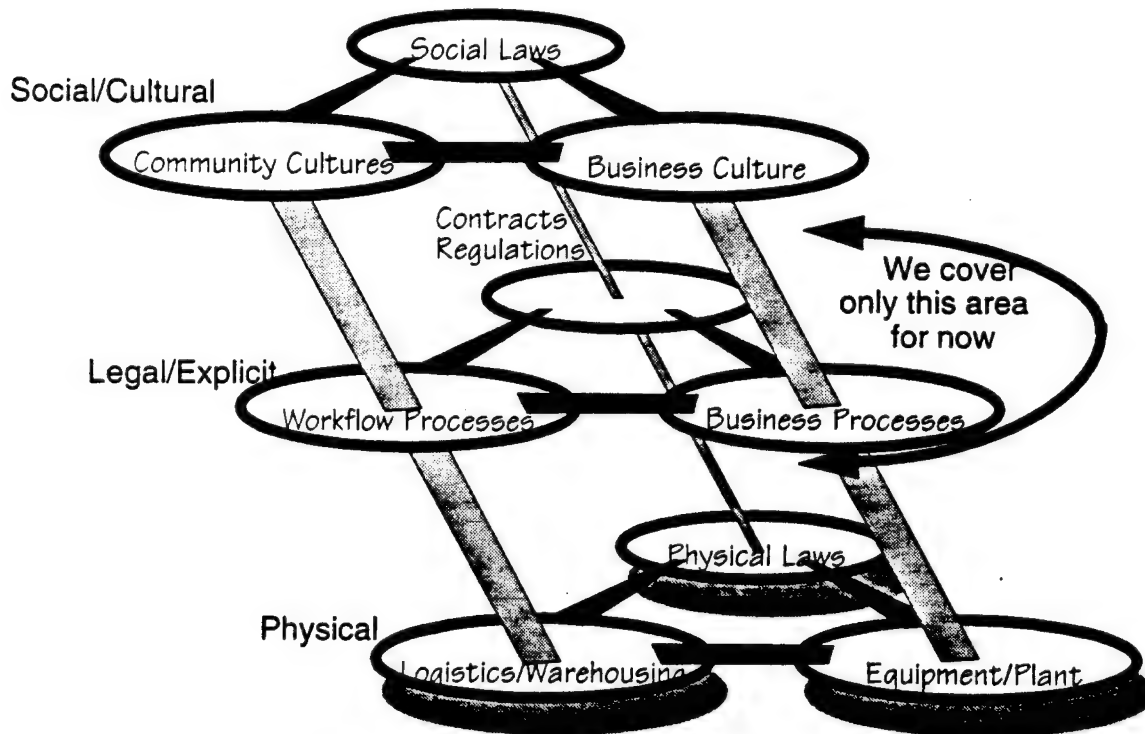 Social Laws
Social/Cultural
Community Cultures
Business Culture
Contracts
Regulations
We cover
only this area
for now
Legal/Explicit
Workflow Processes
Business Processes
Physical Laws
Physical
Logistics/Warehousing
Equipment/Plant